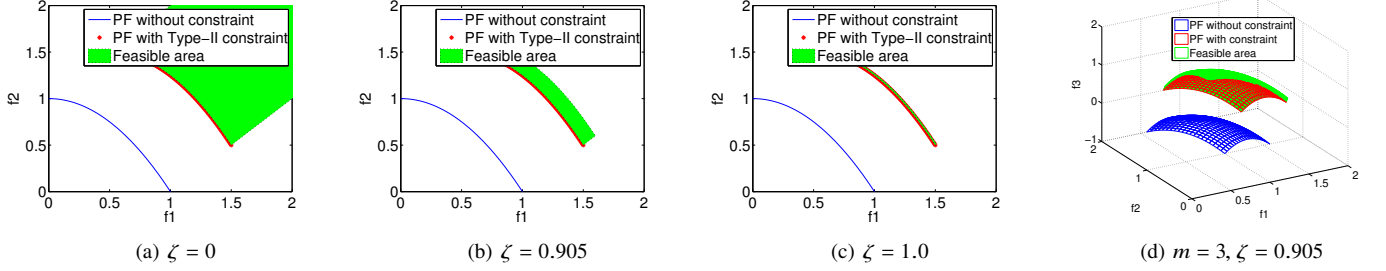 2
1.5
1
0.5
0
f2
0 0.5 1 1.5 2
f1
PF without constraint
PF with Type−II constraint
Feasible area
(a) ζ = 0
2
1.5
1
0.5
0
f2
0 0.5 1 1.5 2
f1
PF without constraint
PF with Type−II constraint
Feasible area
(b) ζ = 0.905
2
1.5
1
0.5
0
f2
0 0.5 1 1.5 2
f1
PF without constraint
PF with Type−II constraint
Feasible area
(c) ζ = 1.0
PF without constraint
PF with constraint
Feasible area
2
1
0
−1
f3
2
1
0
f2
0
0.5
1
1.5
2
f1
(d) m = 3, ζ = 0.905